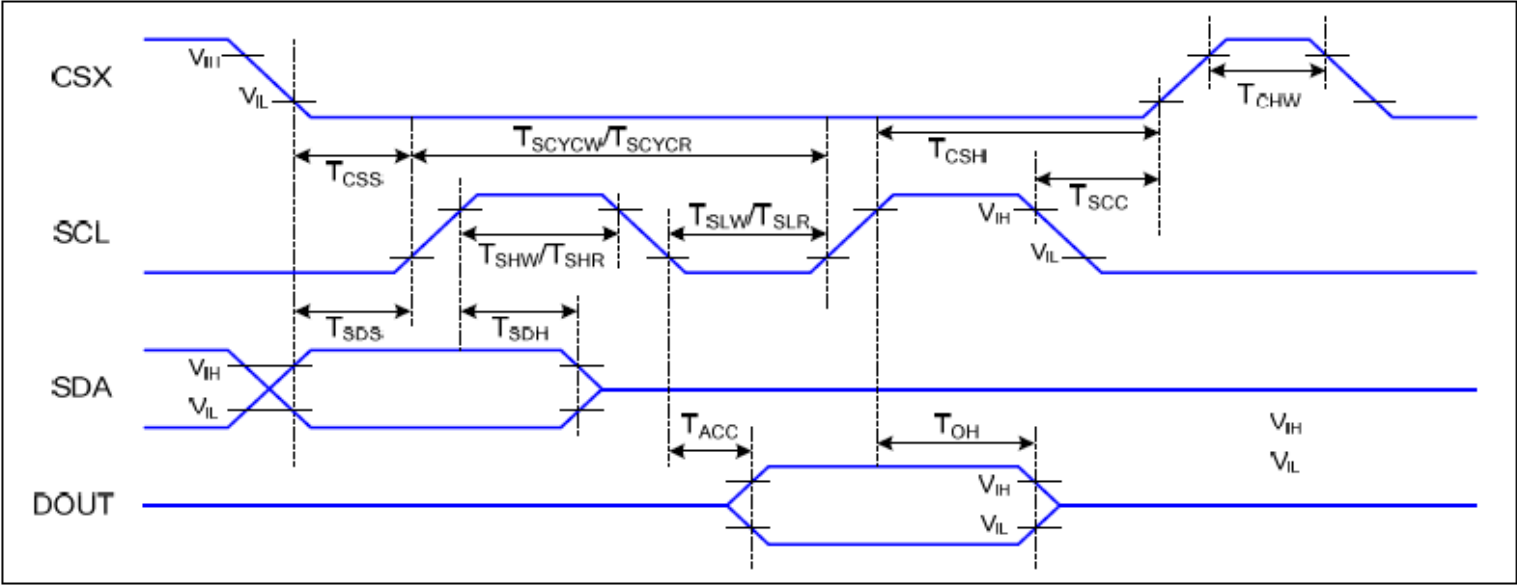 CSX
VIH
VIL
TCHW
TSCYCW/TSCYCR
TCSH
TCSS
TSCC
SCL
TSLW/TSLR
VIH
TSHW/TSHR
VIL
TSDS
TSDH
SDA
VIH
VIL
TACC
TOH
VIH
VIL
DOUT
VIH
VIL